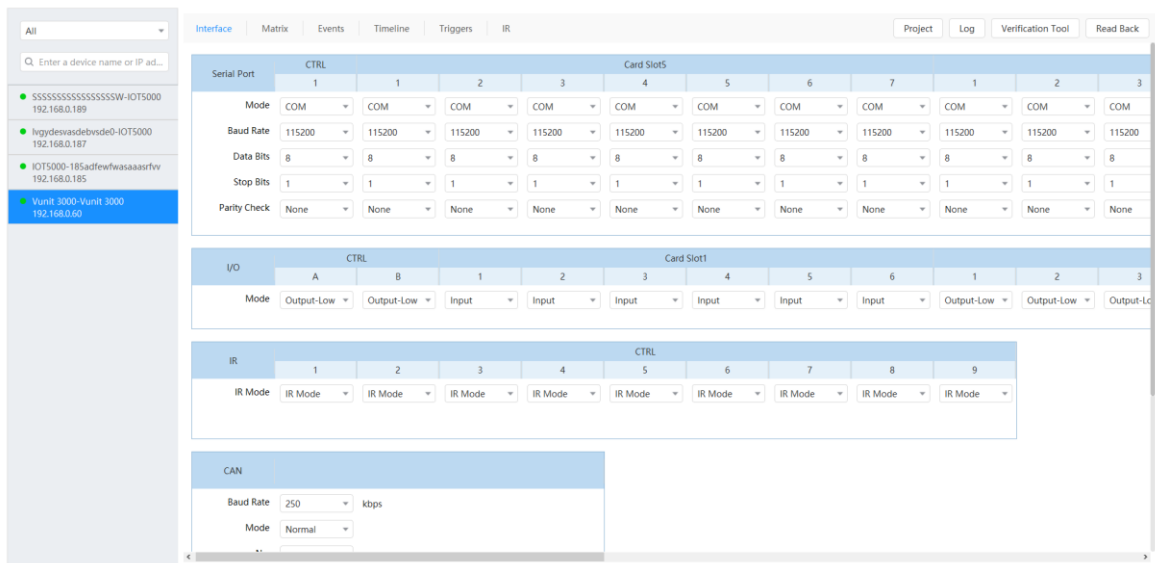 All
Interface Matrix Events Timeline Triggers IR Project Log Verification Tool Read Back
Enter a device name or IP ad...
SSSSSSSSSSSSSSSSW-IOT5000
192.168.0.189
lvgydesvasdebvsde0-IOT5000
192.168.0.187
IOT5000-185adfewfwasaaasrfvv
192.168.0.185
Vunit 3000-Vunit 3000
192.168.0.60
Serial Port CTRL Card Slot5
1 1 2 3 4 5 6 7 1 2 3
Mode COM COM COM COM COM COM COM COM COM COM COM
Baud Rate 115200 115200 115200 115200 115200 115200 115200 115200 115200 115200 115200
Data Bits 8 8 8 8 8 8 8 8 8 8 8
Stop Bits 1 1 1 1 1 1 1 1 1 1 1
Parity Check None None None None None None None None None None None
I/O CTRL Card Slot1
A B 1 2 3 4 5 6 1 2 3
Mode Output-Low Output-Low Input Input Input Input Input Input Output-Low Output-Low Output-Lo
IR CTRL
1 2 3 4 5 6 7 8 9
IR Mode IR Mode IR Mode IR Mode IR Mode IR Mode IR Mode IR Mode IR Mode IR Mode
CAN
Baud Rate 250 kbps
Mode Normal